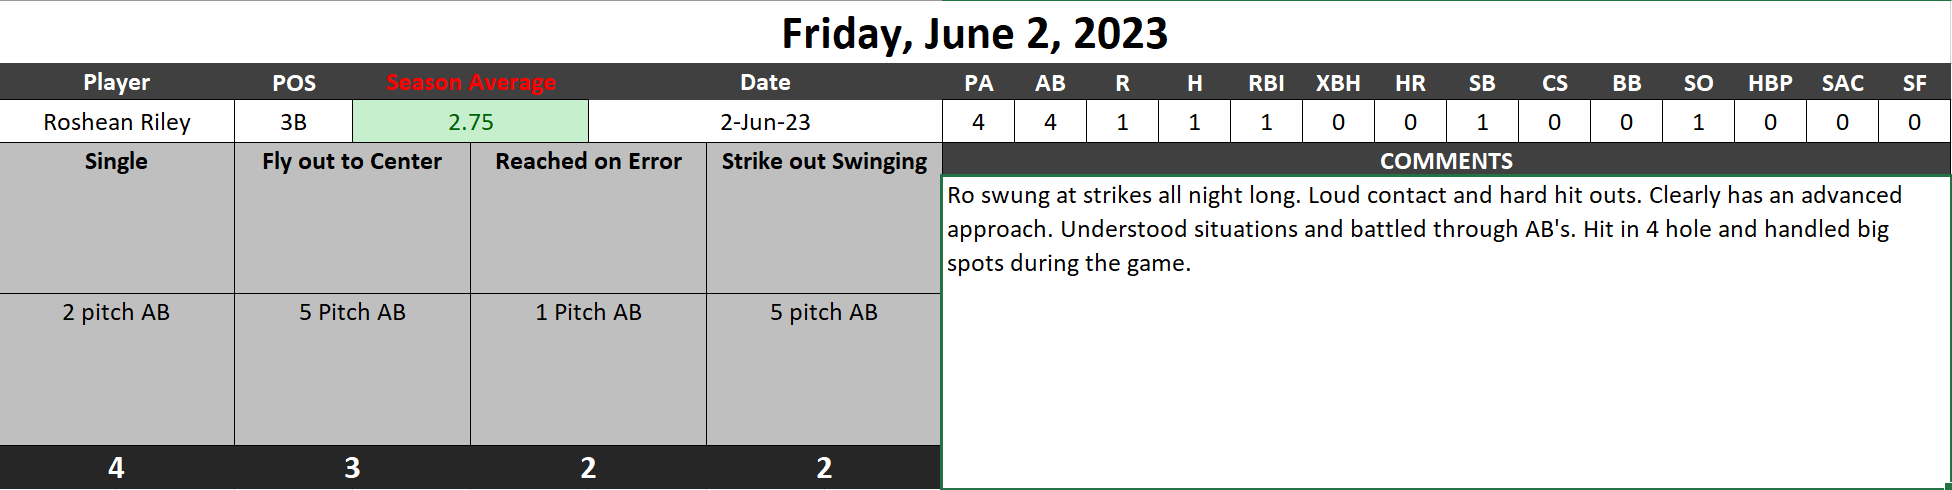 Friday, June 2, 2023
Player POS Season Average Date PA AB R H RBI XBH HR SB CS BB SO HBP SAC SF
Roshean Riley 3B 2.75 2-Jun-23 4 4 1 1 1 0 0 1 0 0 1 0 0 0
Single Fly out to Center Reached on Error Strike out Swinging COMMENTS
Ro swung at strikes all night long. Loud contact and hard hit outs. Clearly has an advanced
approach. Understood situations and battled through AB's. Hit in 4 hole and handled big
spots during the game.
2 pitch AB 5 Pitch AB 1 Pitch AB 5 pitch AB
4 3 2 2